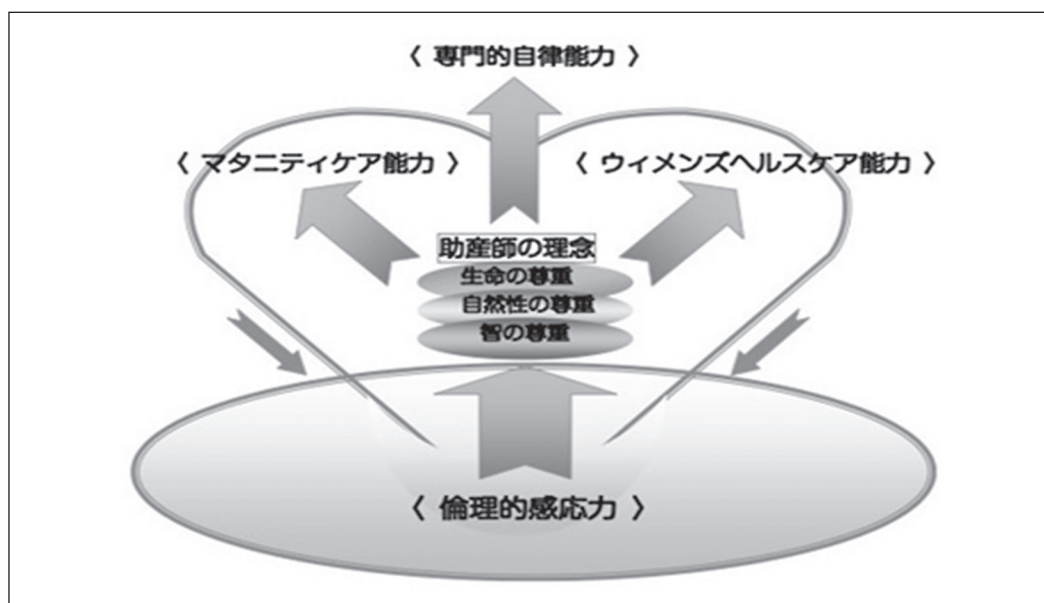 〈 専門的自律能力 〉
〈 マタニティケア能力 〉
〈 ウィメンズヘルスケア能力 〉
助産師の理念
生命の尊重
自然性の尊重
智の尊重
〈 倫理的感応力 〉